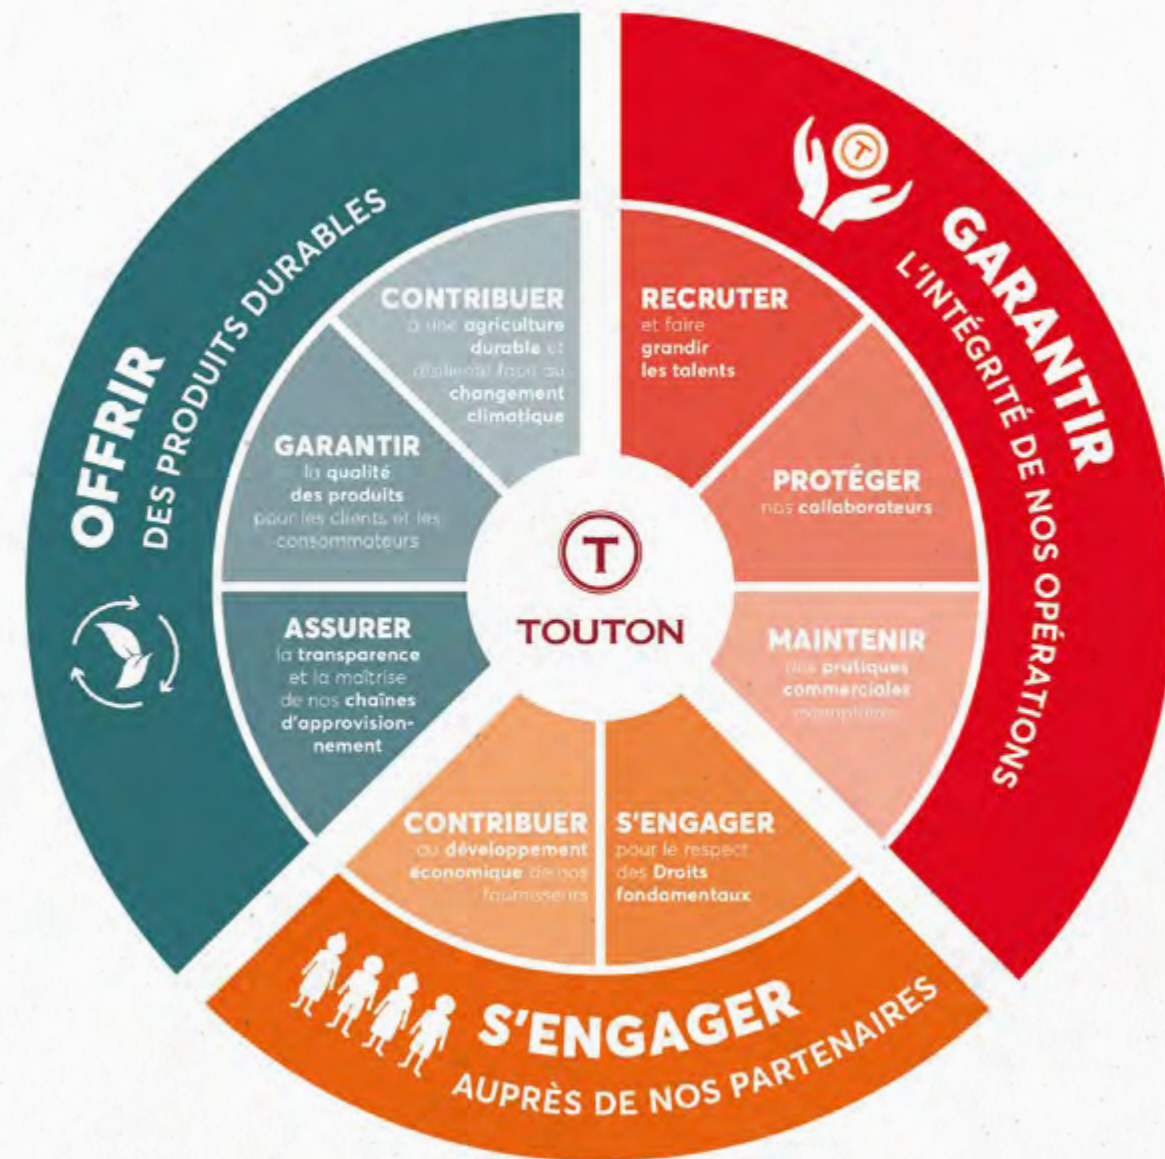 OFFRIR
DES PRODUITS DURABLES
CONTRIBUER
à une agriculture
durable et
résiliente face au
changement
climatique
GARANTIR
la qualité
des produits
pour les clients et les
consommateurs
ASSURER
la transparence
et la maîtrise
de nos chaînes
d'approvision-
nement
T
GARANTIR
L'INTÉGRITÉ DE NOS OPÉRATIONS
RECRUTER
et faire
grandir
les talents
PROTÉGER
nos collaborateurs
MAINTENIR
des pratiques
commerciales
S'ENGAGER
AUPRÈS DE NOS PARTENAIRES
CONTRIBUER
au développement
économique de nos
fournisseurs
S'ENGAGER
pour le respect
des Droits
fondamentaux
T
TOUTON